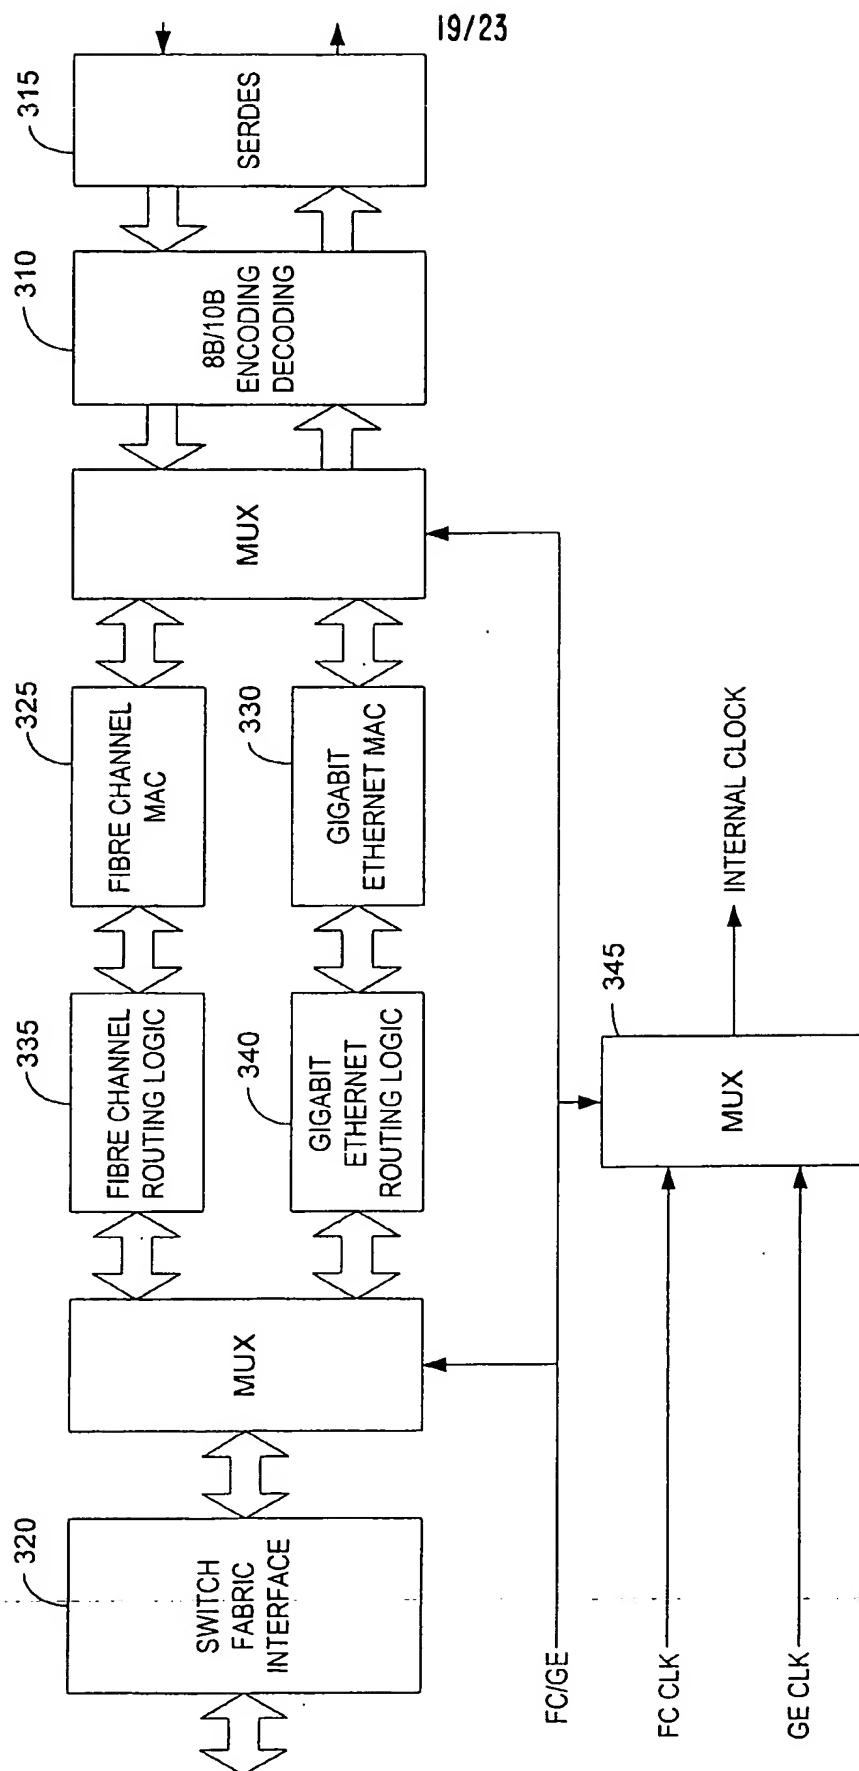 19/23
320
SWITCH
FABRIC
INTERFACE
MUX
335
FIBRE CHANNEL
ROUTING LOGIC
340
GIGABIT
ETHERNET
ROUTING LOGIC
325
FIBRE CHANNEL
MAC
330
GIGABIT
ETHERNET MAC
MUX
310
8B/10B
ENCODING
DECODING
315
SERDES
FC/GE
FC CLK
GE CLK
345
MUX
INTERNAL CLOCK